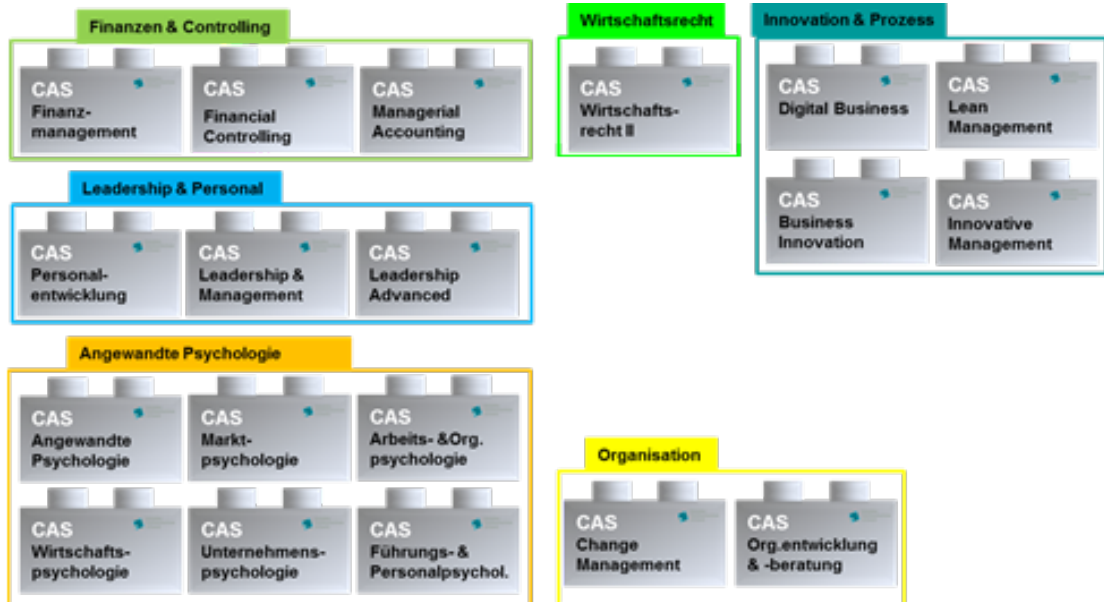 Finanzen & Controlling
CAS
Finanz-
management
CAS
Financial
Controlling
CAS
Managerial
Accounting
Wirtschaftsrecht
CAS
Wirtschafts-
recht II
Innovation & Prozess
CAS
Digital Business
CAS
Lean
Management
CAS
Business
Innovation
CAS
Innovative
Management
Leadership & Personal
CAS
Personal-
entwicklung
CAS
Leadership &
Management
CAS
Leadership
Advanced
Angewandte Psychologie
CAS
Angewandte
Psychologie
CAS
Markt-
psychologie
CAS
Arbeits- &Org.
psychologie
CAS
Wirtschafts-
psychologie
CAS
Unternehmens-
psychologie
CAS
Führungs- &
Personalpsychol.
Organisation
CAS
Change
Management
CAS
Org.entwicklung
& -beratung